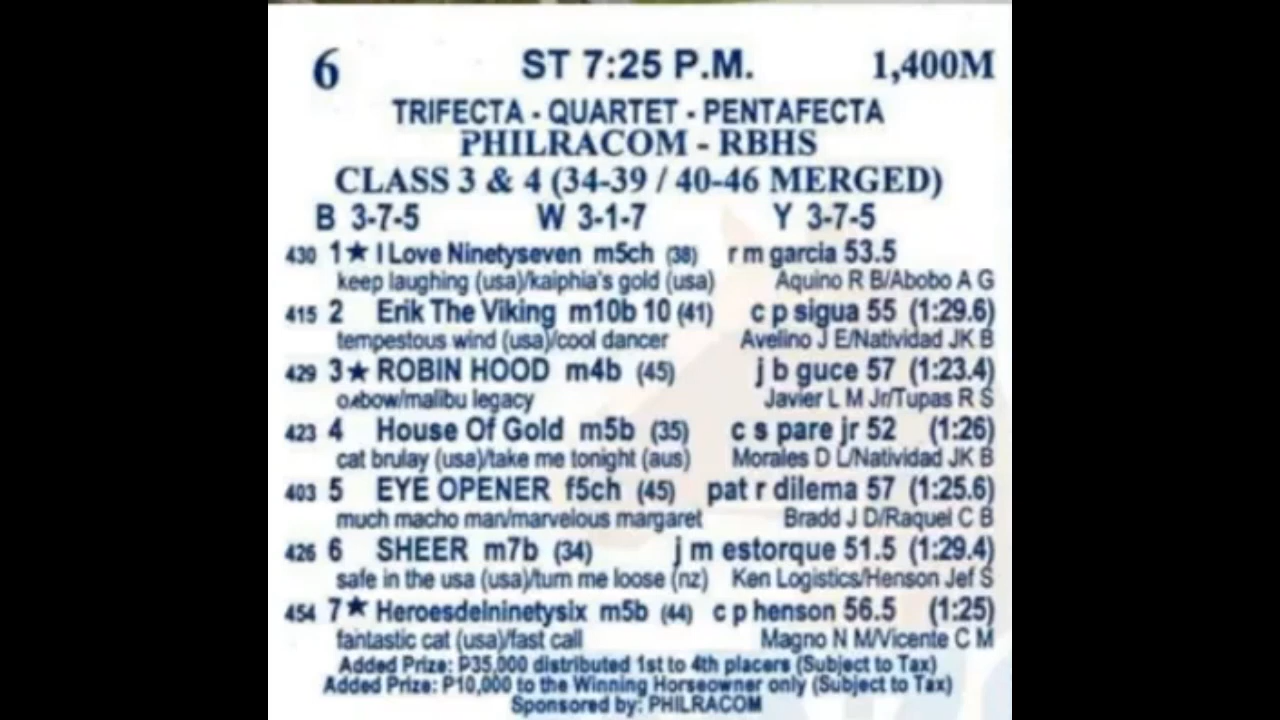 6 ST 7:25 P.M. 1,400M
TRIFECTA - QUARTET - PENTAFECTA
PHILRACOM - RBHS
CLASS 3 & 4 (34-39 / 40-46 MERGED)
B 3-7-5 W 3-1-7 Y 3-7-5
430 1★ I Love Ninetyseven m5ch (38) r m garcia 53.5
keep laughing (usa)/kaiphia's gold (usa) Aquino R B/Abobo A G
415 2 Erik The Viking m10b 10 (41) c p sigua 55 (1:29.6)
tempestous wind (usa)/cool dancer Avelino J E/Natividad JK B
429 3★ ROBIN HOOD m4b (45) j b guce 57 (1:23.4)
oxbow/malibu legacy Javier L M Jr/Tupas R S
423 4 House Of Gold m5b (35) c s pare jr 52 (1:26)
cat brulay (usa)/take me tonight (aus) Morales D L/Natividad JK B
403 5 EYE OPENER f5ch (45) pat r dilema 57 (1:25.6)
much macho man/marvelous margaret Bradd J D/Raquel C B
426 6 SHEER m7b (34) j m estorque 51.5 (1:29.4)
safe in the usa (usa)/turn me loose (nz) Ken Logistics/Henson Jef S
454 7★ Heroesdelninetysix m5b (44) c p henson 56.5 (1:25)
fantastic cat (usa)/fast call Magno N M/Vicente C M
Added Prize: P35,000 distributed 1st to 4th placers (Subject to Tax)
Added Prize: P10,000 to the Winning Horseowner only (Subject to Tax)
Sponsored by: PHILRACOM